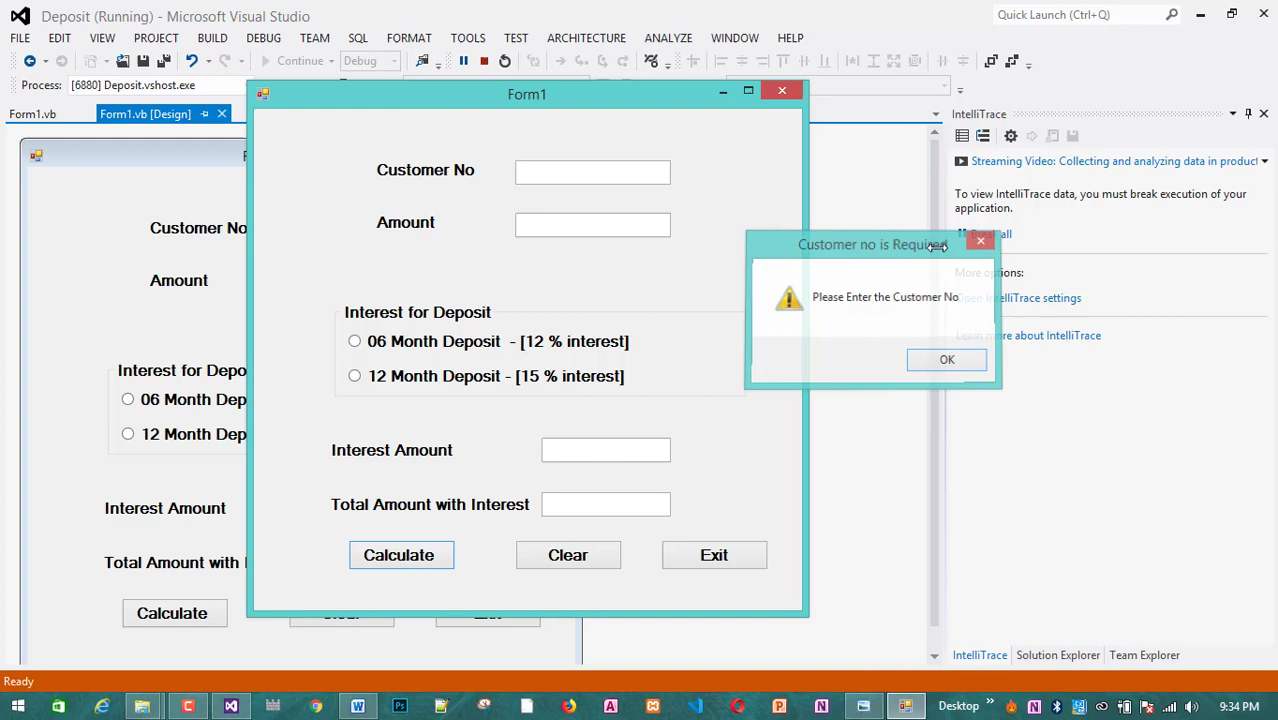 Deposit (Running) - Microsoft Visual Studio
Quick Launch (Ctrl+Q)
FILE EDIT VIEW PROJECT BUILD DEBUG TEAM SQL FORMAT TOOLS TEST ARCHITECTURE ANALYZE WINDOW HELP
Continue Debug
Process: [6880] Deposit.vshost.exe
Form1.vb Form1.vb [Design]
Form1
IntelliTrace
Streaming Video: Collecting and analyzing data in product
To view IntelliTrace data, you must break execution of your
application.
all
More options:
Open IntelliTrace settings
Learn more about IntelliTrace
Customer No
Amount
Interest for Deposit
06 Month Deposit - [12 % interest]
12 Month Deposit - [15 % interest]
Interest Amount
Total Amount with Interest
Calculate Clear Exit
Customer no is Required
Please Enter the Customer No
OK
Customer No
Amount
Interest for Depo
06 Month Dep
12 Month Dep
Interest Amount
Total Amount with I
Calculate
IntelliTrace Solution Explorer Team Explorer
Ready
Desktop
9:34 PM